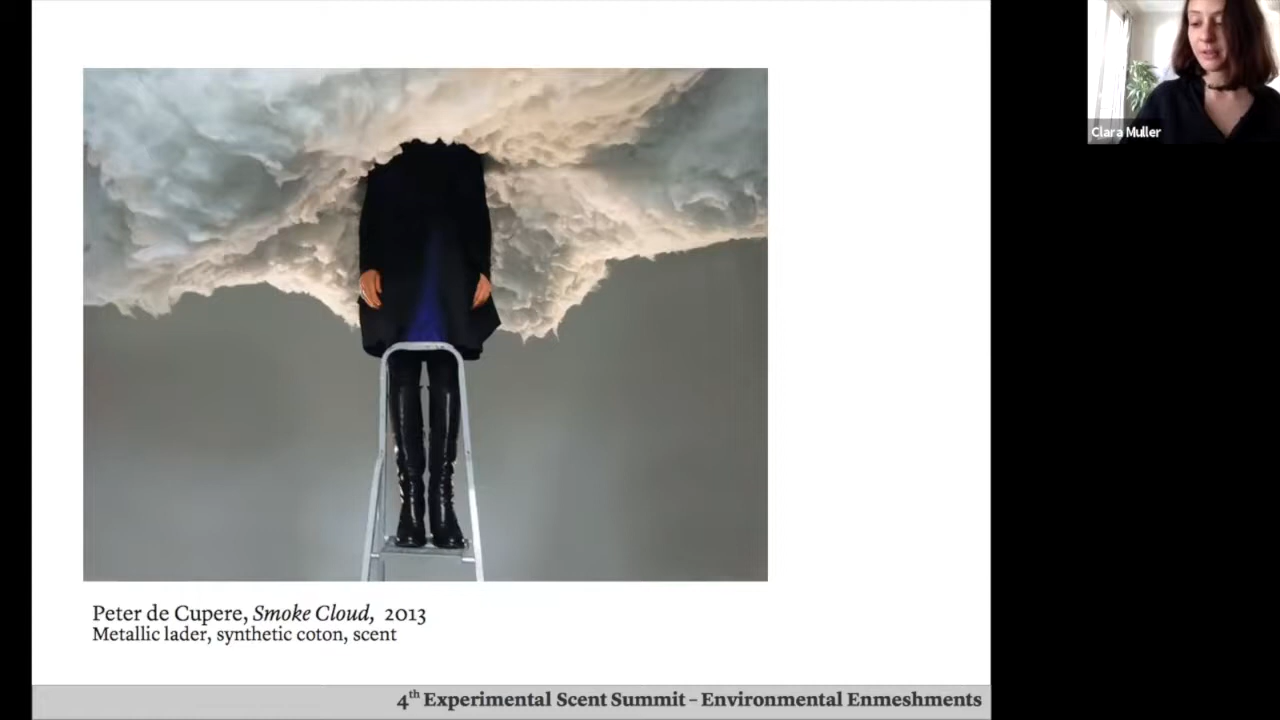 Clara Muller
Peter de Cupere, Smoke Cloud, 2013
Metallic lader, synthetic coton, scent
4th Experimental Scent Summit – Environmental Enmeshments